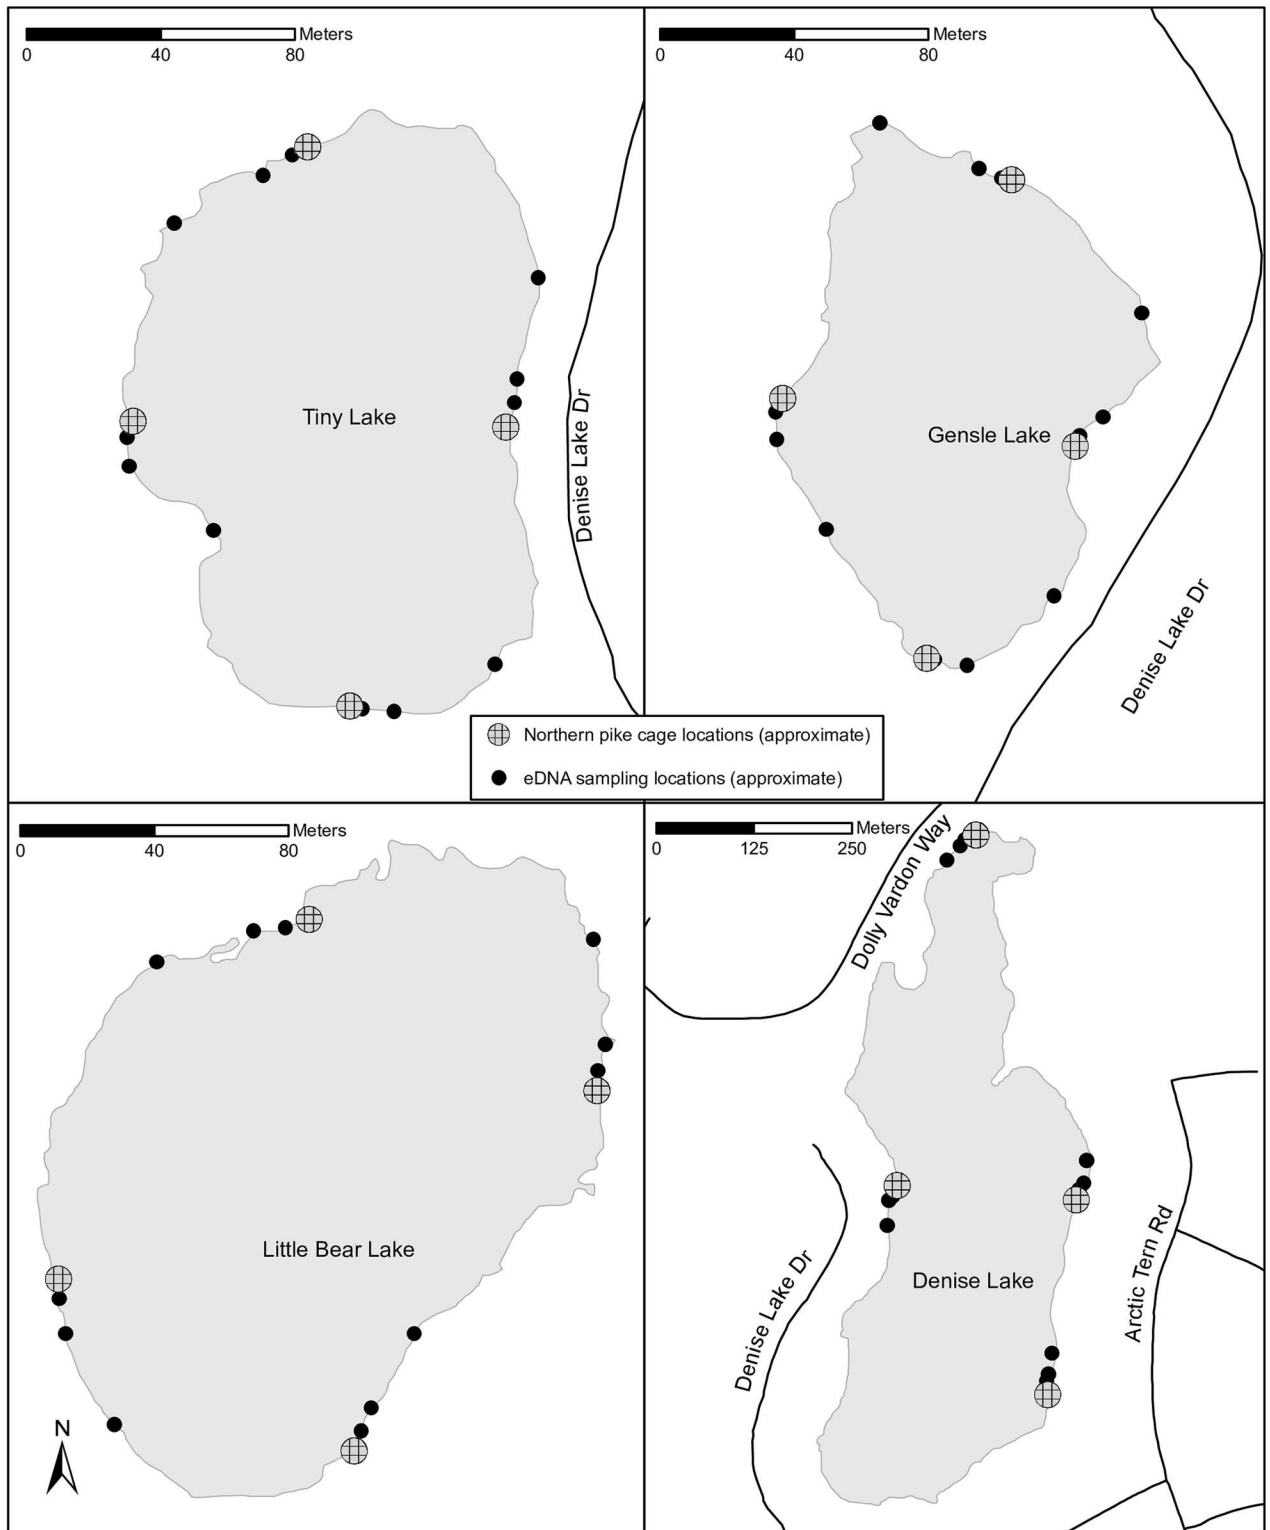 Meters
0 40 80
Tiny Lake
Denise Lake Dr
Meters
0 40 80
Gensle Lake
Denise Lake Dr
Northern pike cage locations (approximate)
eDNA sampling locations (approximate)
Meters
0 40 80
Little Bear Lake
N
Meters
0 125 250
Dolly Vardon Way
Denise Lake
Denise Lake Dr
Arctic Tern Rd